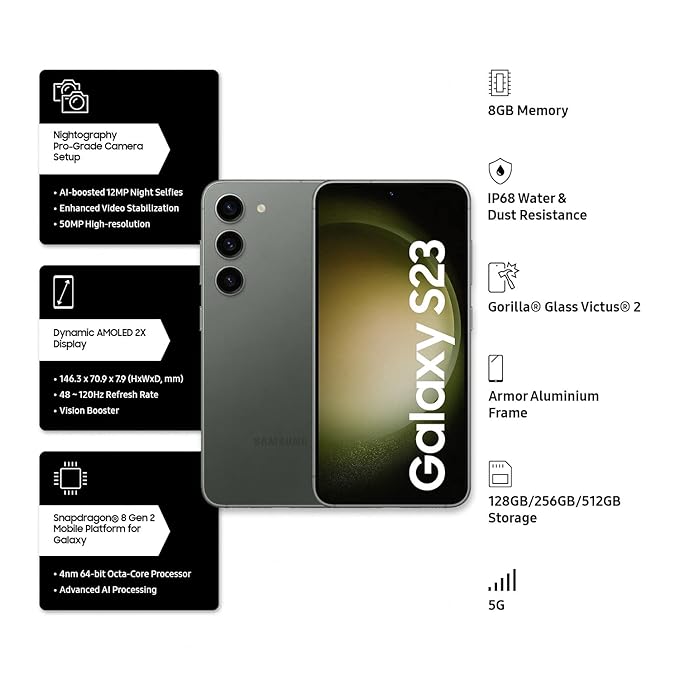 Nightography
Pro-Grade Camera
Setup
• AI-boosted 12MP Night Selfies
• Enhanced Video Stabilization
• 50MP High-resolution
Dynamic AMOLED 2X
Display
• 146.3 x 70.9 x 7.9 (HxWxD, mm)
• 48 ~ 120Hz Refresh Rate
• Vision Booster
Snapdragon® 8 Gen 2
Mobile Platform for
Galaxy
• 4nm 64-bit Octa-Core Processor
• Advanced AI Processing
SAMSUNG
Galaxy S23
8GB Memory
IP68 Water &
Dust Resistance
Gorilla® Glass Victus® 2
Armor Aluminium
Frame
128GB/256GB/512GB
Storage
5G